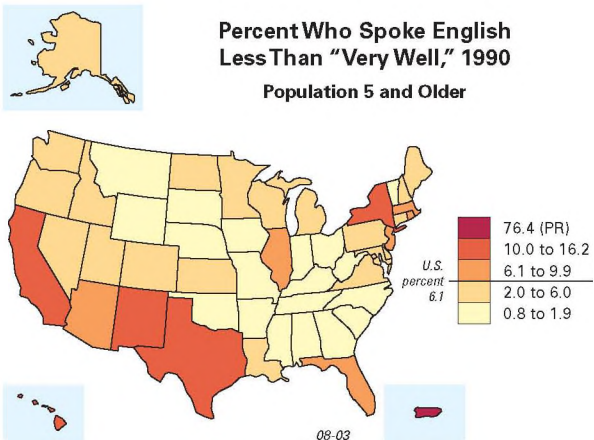 Percent Who Spoke English
Less Than “Very Well,” 1990
Population 5 and Older
76.4 (PR)
10.0 to 16.2
6.1 to 9.9
U.S.
percent
6.1
2.0 to 6.0
0.8 to 1.9
08-03